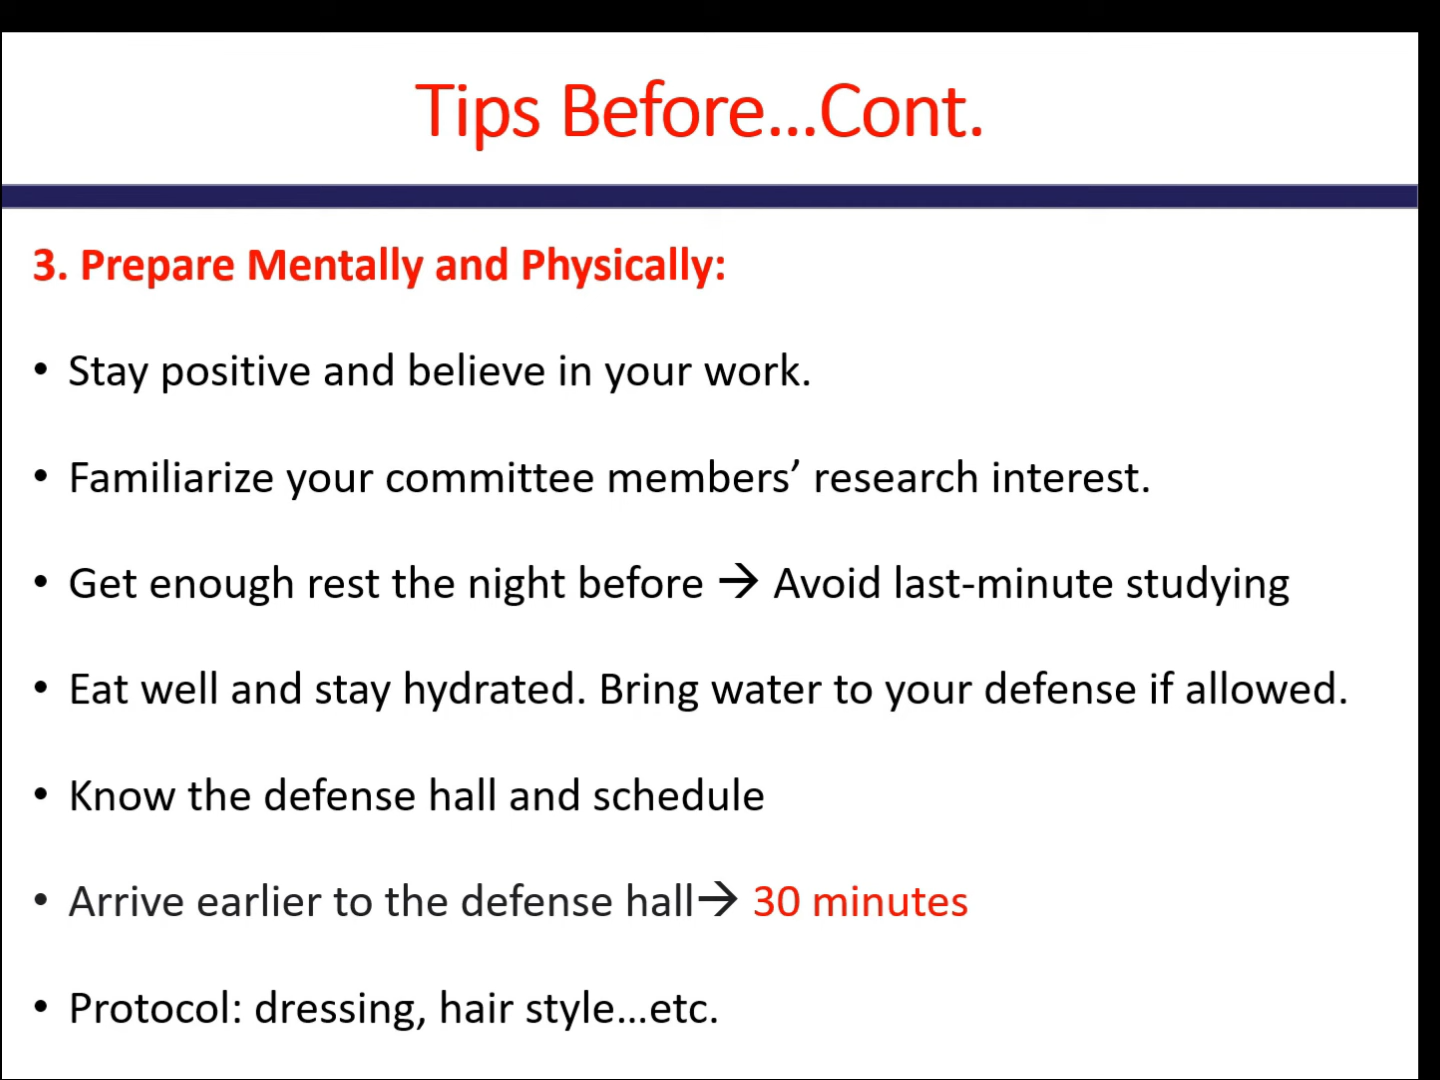 Tips Before...Cont.
3. Prepare Mentally and Physically:
• Stay positive and believe in your work.
• Familiarize your committee members’ research interest.
• Get enough rest the night before → Avoid last-minute studying
• Eat well and stay hydrated. Bring water to your defense if allowed.
• Know the defense hall and schedule
• Arrive earlier to the defense hall→ 30 minutes
• Protocol: dressing, hair style...etc.